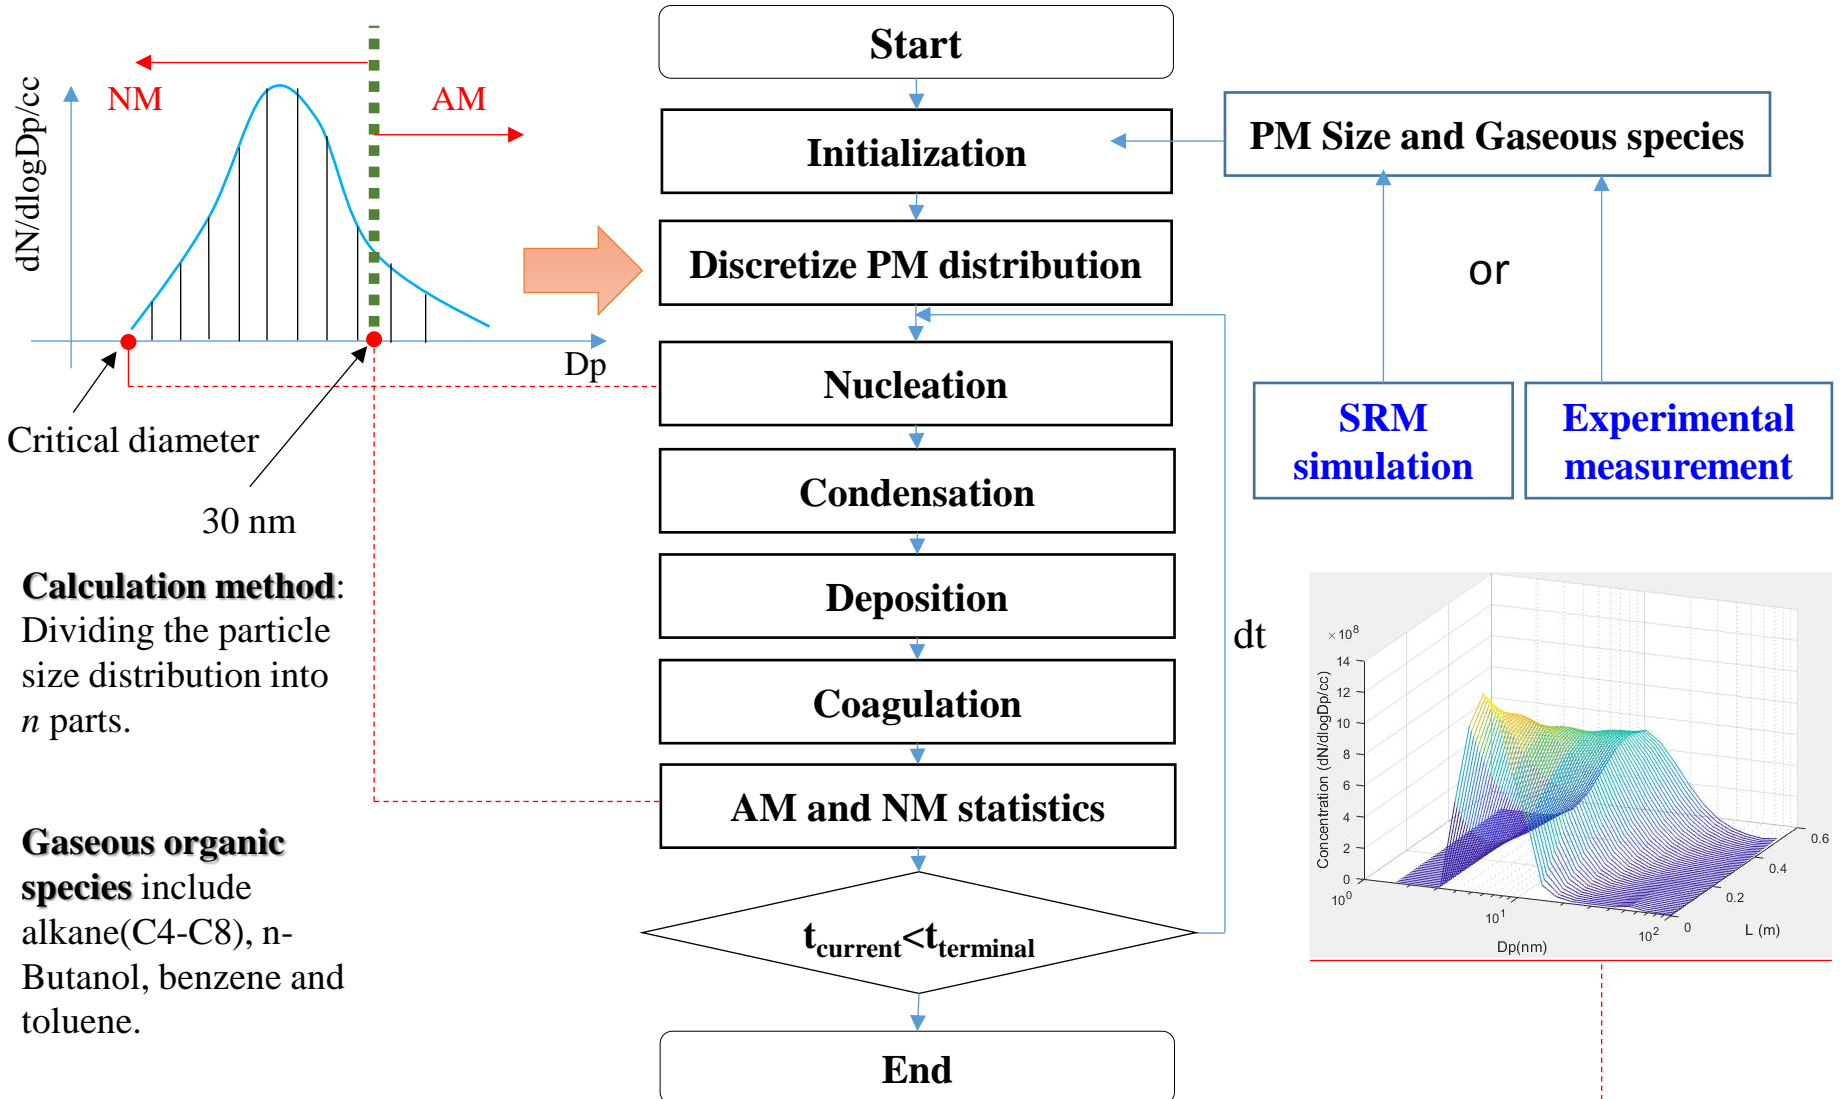 Start
NM
AM
dN/dlogDp/cc
Dp
Critical diameter
30 nm
Initialization
PM Size and Gaseous species
Discretize PM distribution
or
Nucleation
SRM
simulation
Experimental
measurement
Condensation
Deposition
Coagulation
AM and NM statistics
dt
t_current<t_terminal
End
Calculation method:
Dividing the particle
size distribution into
n parts.
Gaseous organic
species include
alkane(C4-C8), n-
Butanol, benzene and
toluene.
×10^8
14
12
10
8
6
4
2
0
Concentration (dN/dlogDp/cc)
10^0
10^1
10^2
Dp(nm)
0
0.2
0.4
0.6
L (m)